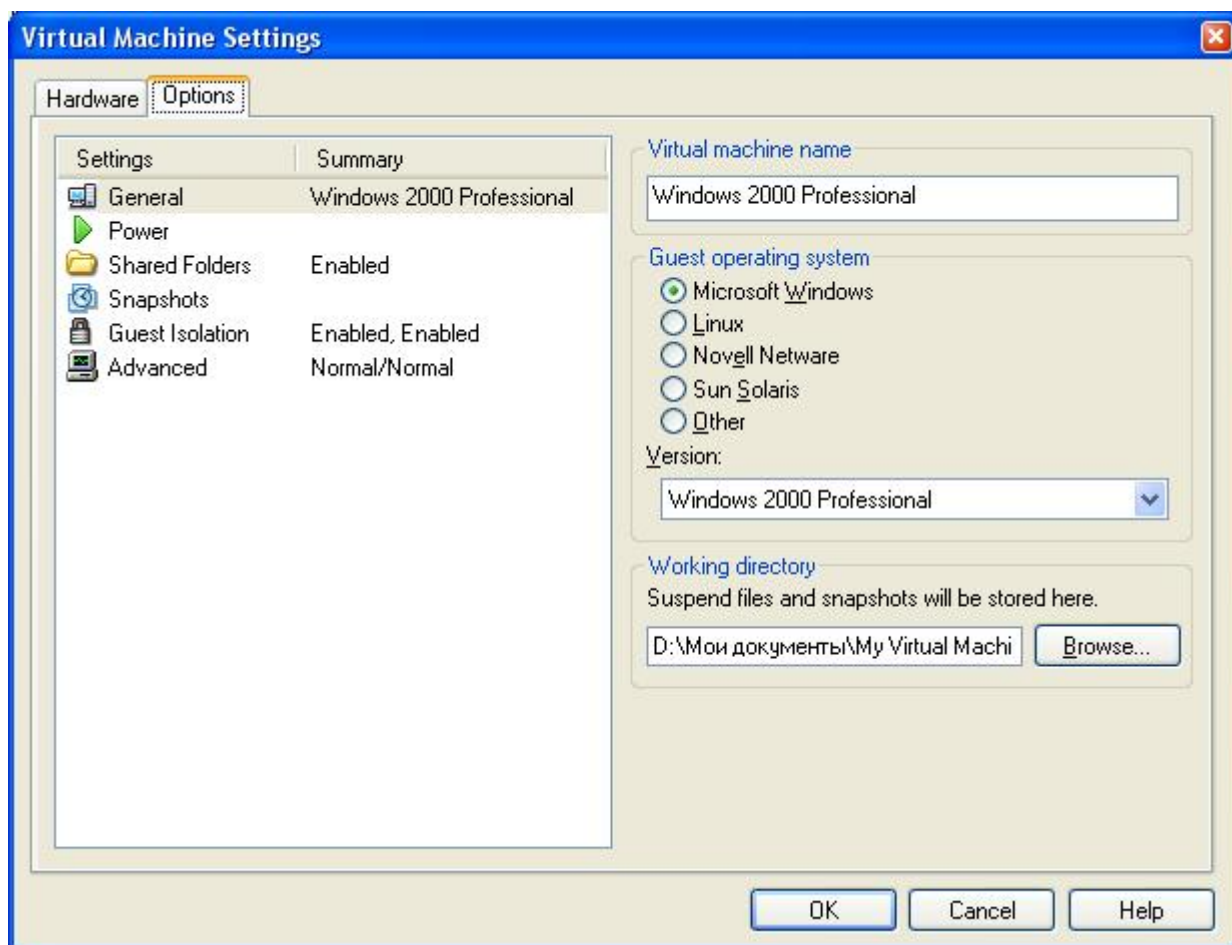 Virtual Machine Settings
Hardware Options
Settings Summary
General Windows 2000 Professional
Power
Shared Folders Enabled
Snapshots
Guest Isolation Enabled, Enabled
Advanced Normal/Normal
Virtual machine name
Windows 2000 Professional
Guest operating system
Microsoft Windows
Linux
Novell Netware
Sun Solaris
Other
Version:
Windows 2000 Professional
Working directory
Suspend files and snapshots will be stored here.
D:\Мои документы\My Virtual Machi Browse...
OK Cancel Help